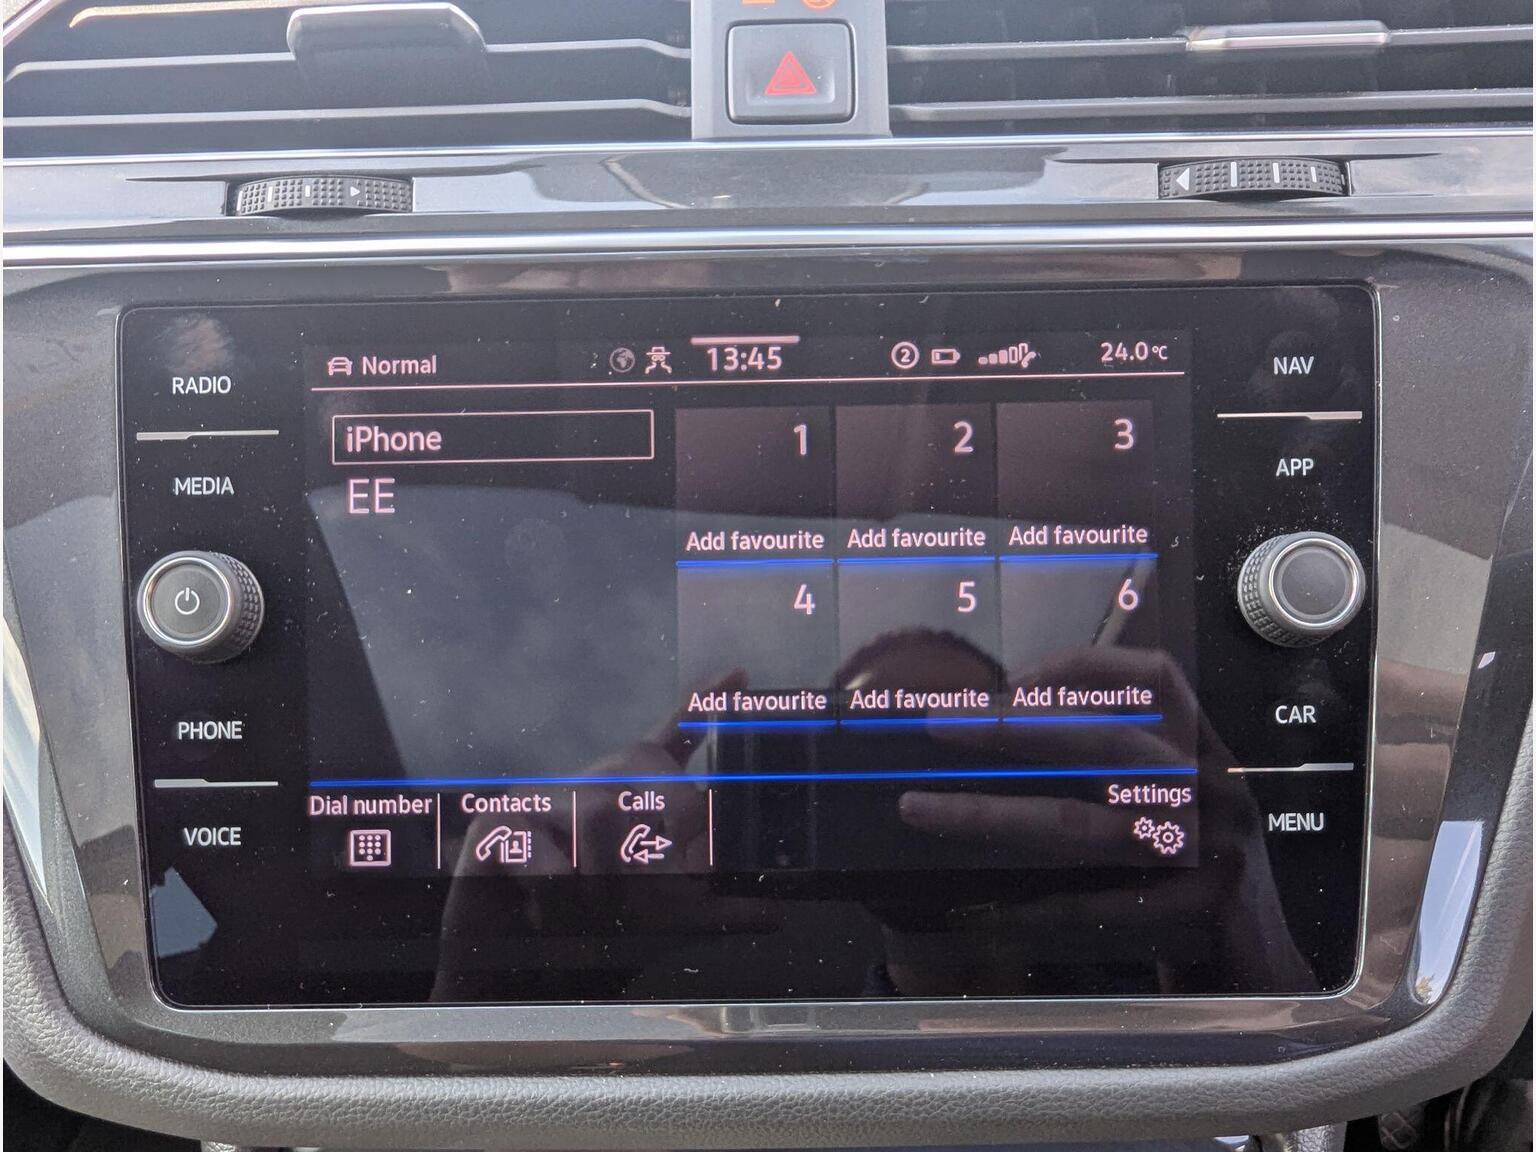 Normal
13:45
2
24.0°C
RADIO
MEDIA
PHONE
VOICE
iPhone
EE
1
2
3
Add favourite
Add favourite
Add favourite
4
5
6
Add favourite
Add favourite
Add favourite
Dial number
Contacts
Calls
Settings
NAV
APP
CAR
MENU